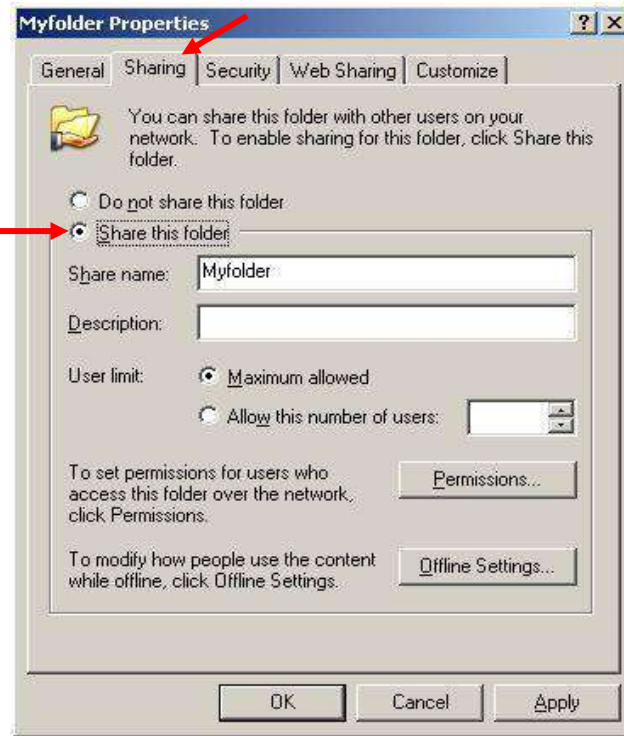 Myfolder Properties
General Sharing Security Web Sharing Customize
You can share this folder with other users on your
network. To enable sharing for this folder, click Share this
folder.
Do not share this folder
Share this folder
Share name: Myfolder
Description:
User limit: Maximum allowed
Allow this number of users:
To set permissions for users who
access this folder over the network,
click Permissions.
Permissions...
To modify how people use the content
while offline, click Offline Settings.
Offline Settings...
OK Cancel Apply